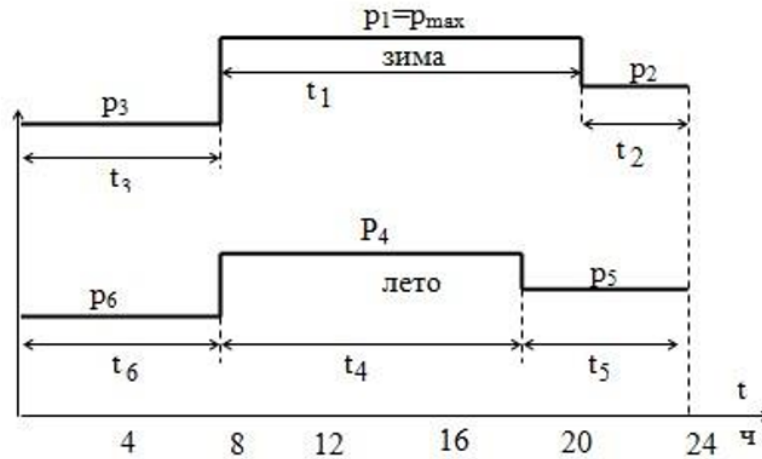 p₁=pmax
зима
p₂
t₁
p₃
t₂
t₃
P₄
лето
p₅
p₆
t₆
t₄
t₅
t
4 8 12 16 20 24 ч